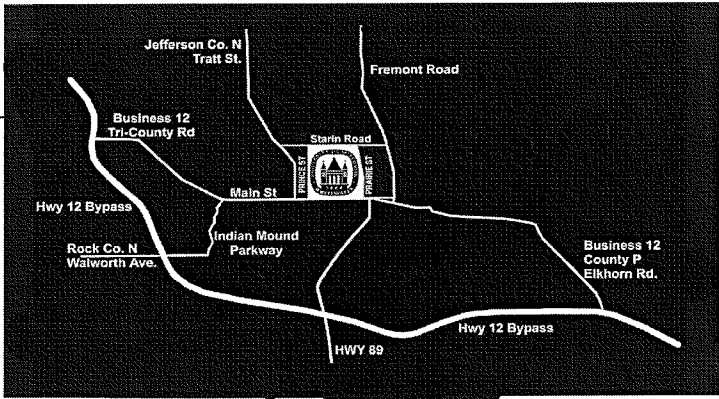 Jefferson Co. N
Tratt St.
Fremont Road
Business 12
Tri-County Rd
Starin Road
PRINCE ST
PRAIRIE ST
Main St
Hwy 12 Bypass
Indian Mound
Parkway
Rock Co. N
Walworth Ave.
Business 12
County P
Elkhorn Rd.
Hwy 12 Bypass
HWY 89